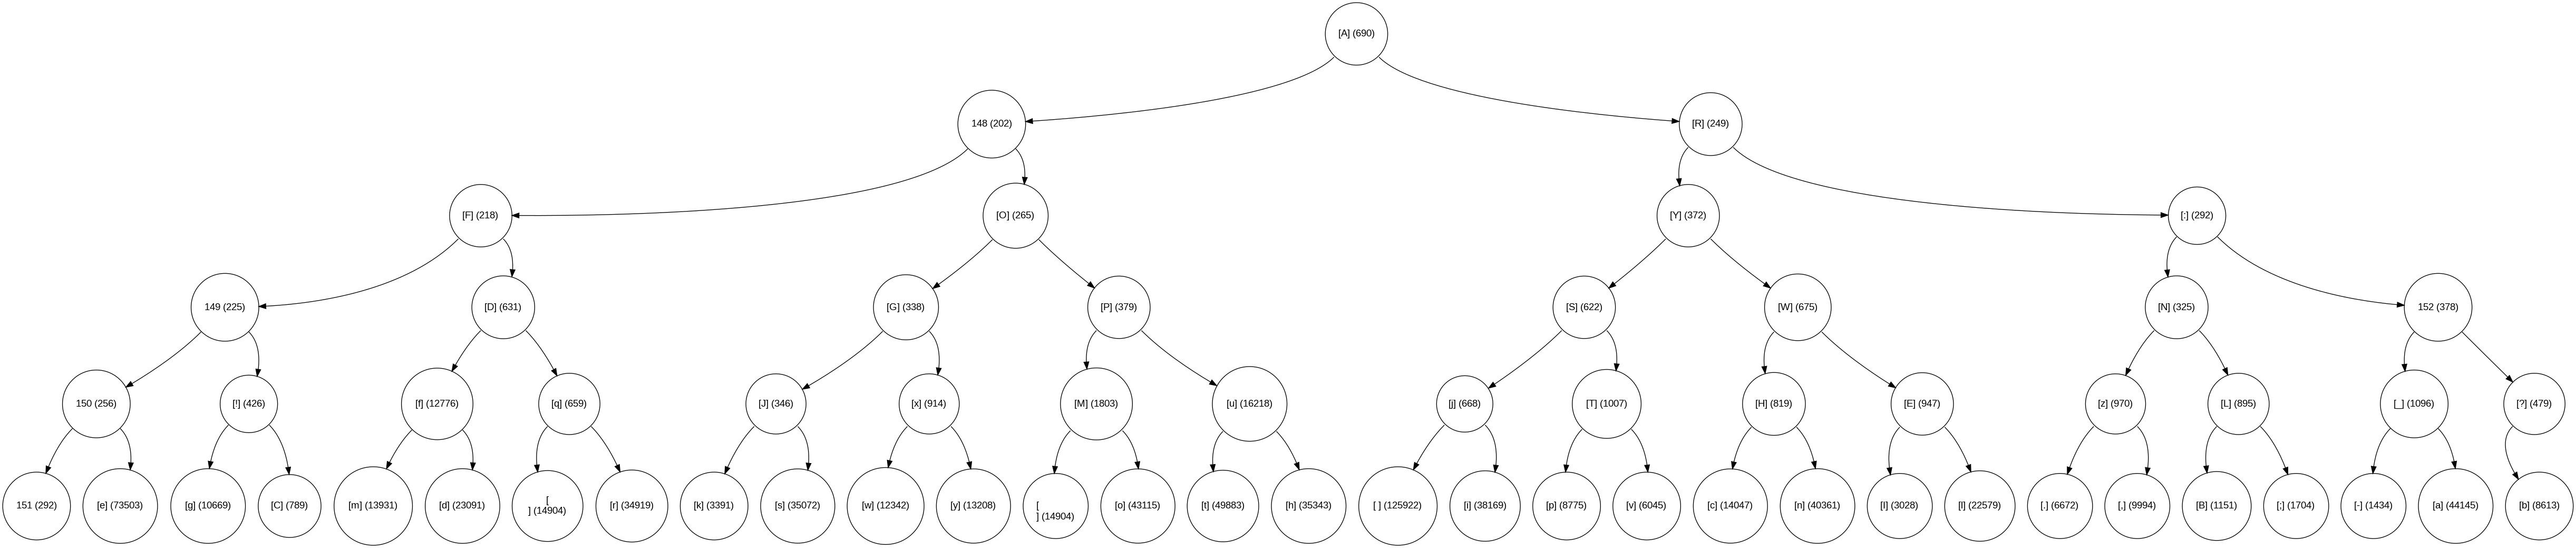 [A] (690)
148 (202)
[R] (249)
[F] (218)
[O] (265)
[Y] (372)
[:] (292)
149 (225)
[D] (631)
[G] (338)
[P] (379)
[S] (622)
[W] (675)
[N] (325)
152 (378)
150 (256)
[!] (426)
[f] (12776)
[q] (659)
[J] (346)
[x] (914)
[M] (1803)
[u] (16218)
[j] (668)
[T] (1007)
[H] (819)
[E] (947)
[z] (970)
[L] (895)
[_] (1096)
[?] (479)
151 (292)
[e] (73503)
[g] (10669)
[C] (789)
[m] (13931)
[d] (23091)
[
] (14904)
[r] (34919)
[k] (3391)
[s] (35072)
[w] (12342)
[y] (13208)
[
] (14904)
[o] (43115)
[t] (49883)
[h] (35343)
[ ] (125922)
[i] (38169)
[p] (8775)
[v] (6045)
[c] (14047)
[n] (40361)
[I] (3028)
[l] (22579)
[.] (6672)
[,] (9994)
[B] (1151)
[;] (1704)
[-] (1434)
[a] (44145)
[b] (8613)